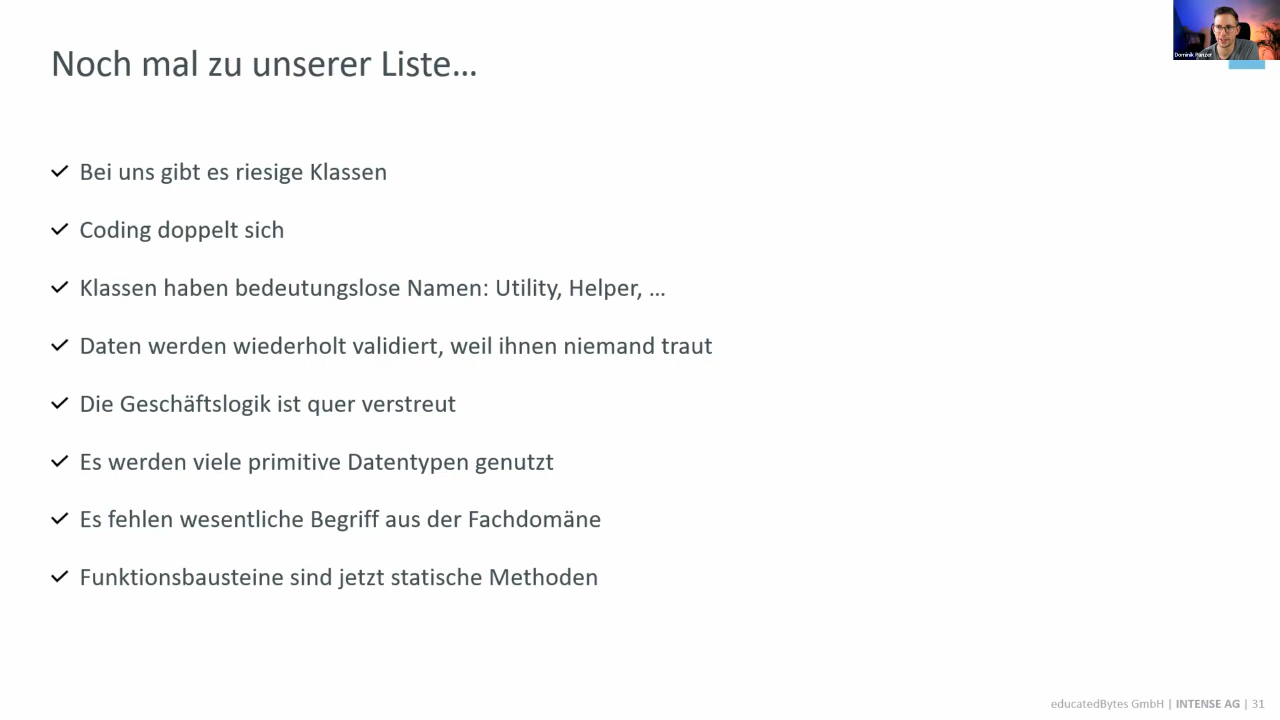 Noch mal zu unserer Liste...
Dominik Panzer
Bei uns gibt es riesige Klassen
Coding doppelt sich
Klassen haben bedeutungslose Namen: Utility, Helper, ...
Daten werden wiederholt validiert, weil ihnen niemand traut
Die Geschäftslogik ist quer verstreut
Es werden viele primitive Datentypen genutzt
Es fehlen wesentliche Begriff aus der Fachdomäne
Funktionsbausteine sind jetzt statische Methoden
educatedBytes GmbH | INTENSE AG | 31